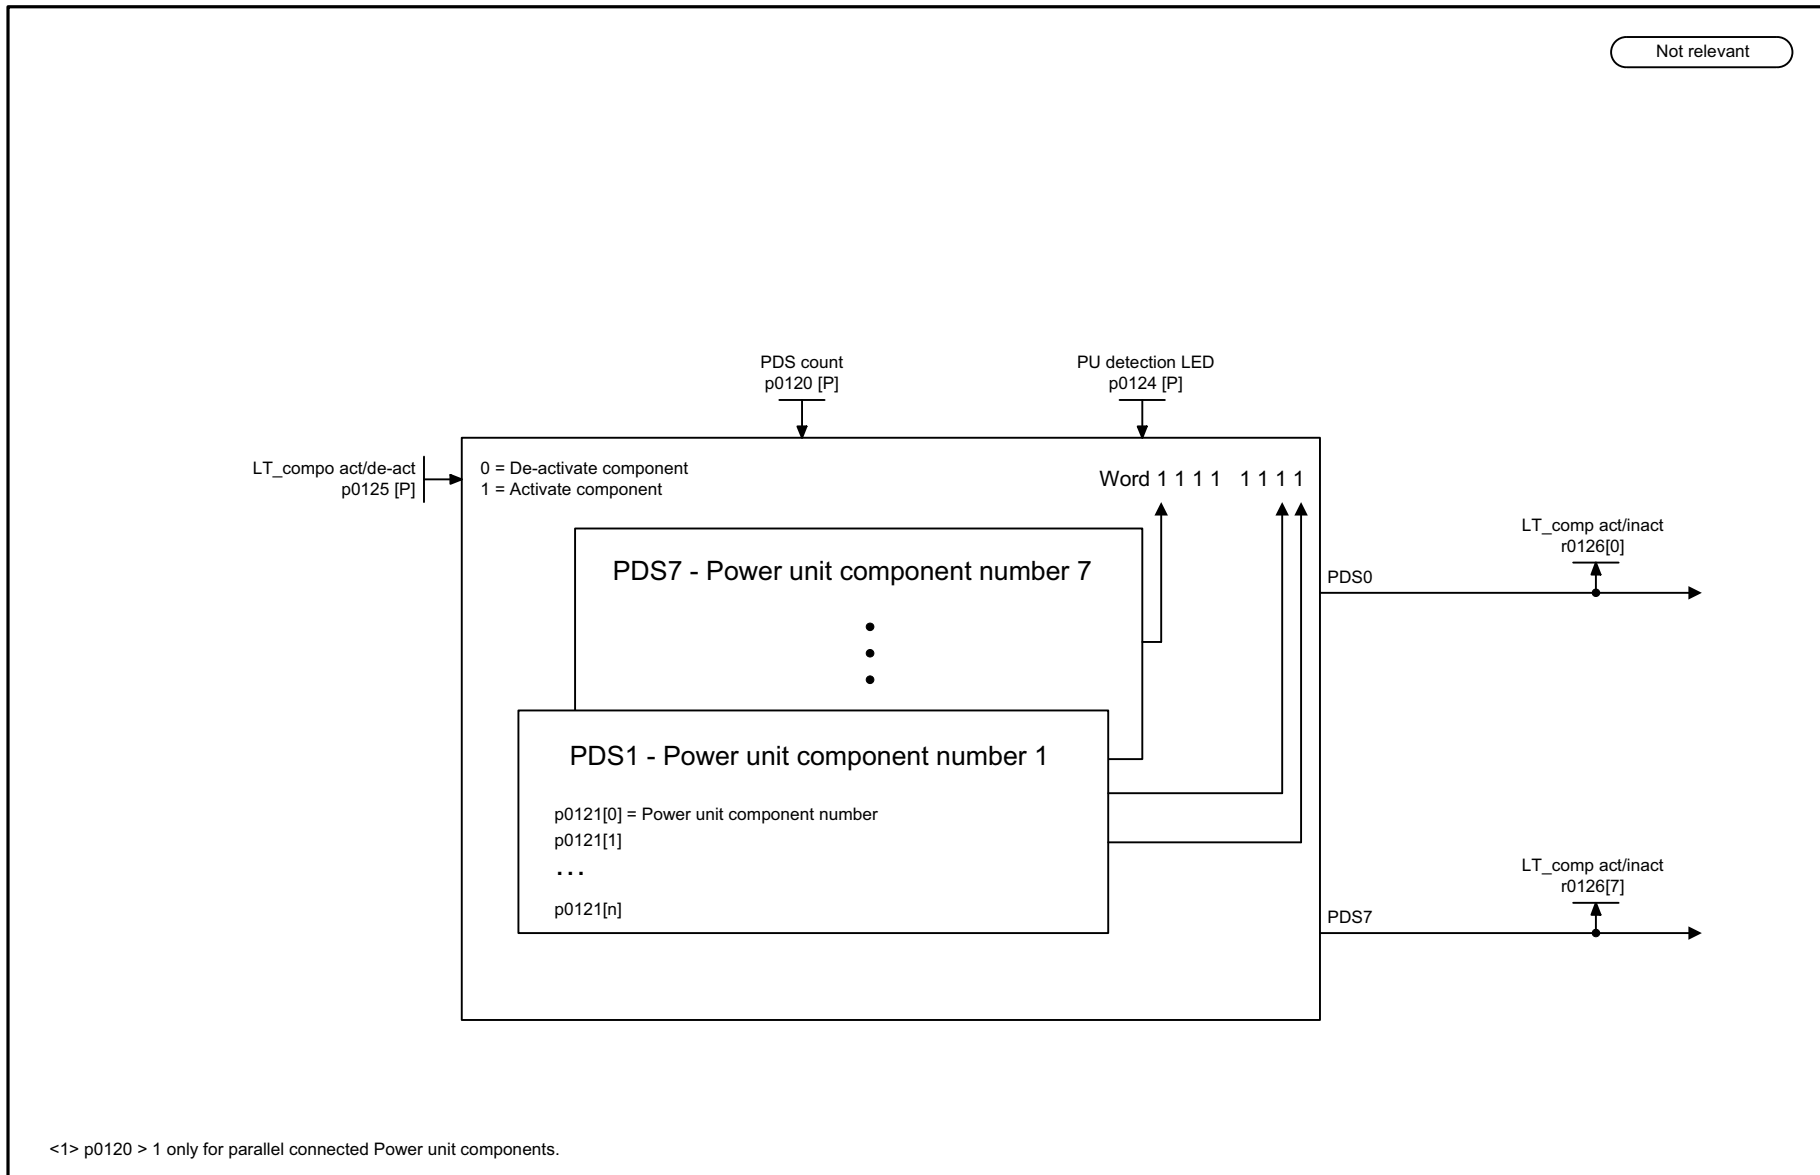 Not relevant
PDS count
p0120 [P]
PU detection LED
p0124 [P]
LT_compo act/de-act
p0125 [P]
0 = De-activate component
1 = Activate component
Word 1 1 1 1 1 1 1 1
LT_comp act/inact
r0126[0]
PDS0
PDS7 - Power unit component number 7
PDS1 - Power unit component number 1
p0121[0] = Power unit component number
p0121[1]
...
p0121[n]
LT_comp act/inact
r0126[7]
PDS7
<1> p0120 > 1 only for parallel connected Power unit components.